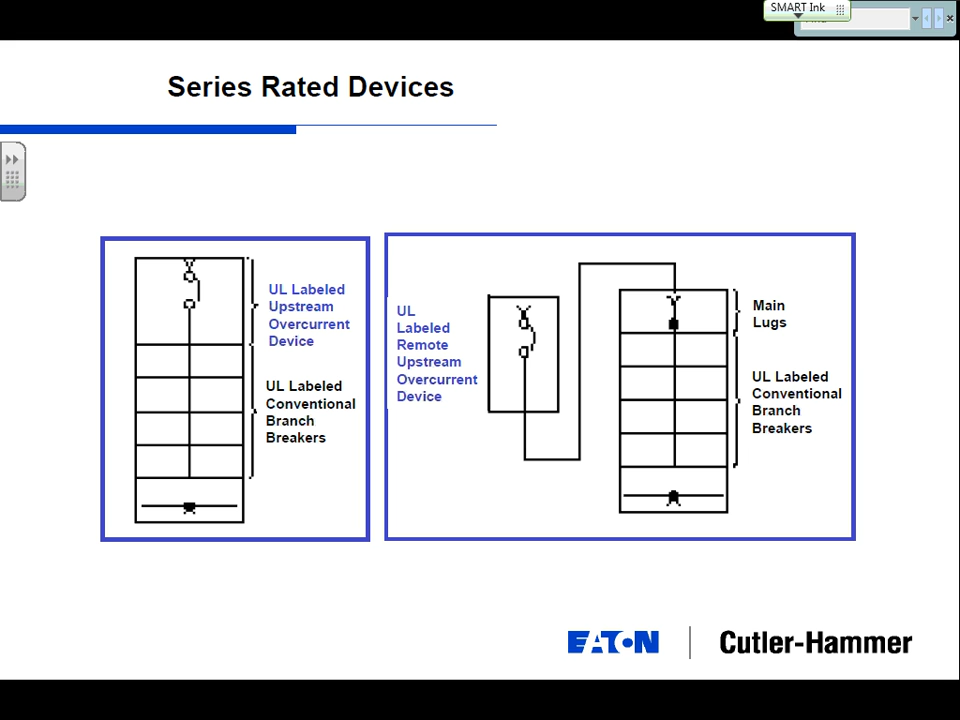 SMART Ink
Series Rated Devices
UL Labeled
Upstream
Overcurrent
Device
UL Labeled
Conventional
Branch
Breakers
UL
Labeled
Remote
Upstream
Overcurrent
Device
Main
Lugs
UL Labeled
Conventional
Branch
Breakers
EATON
Cutler-Hammer